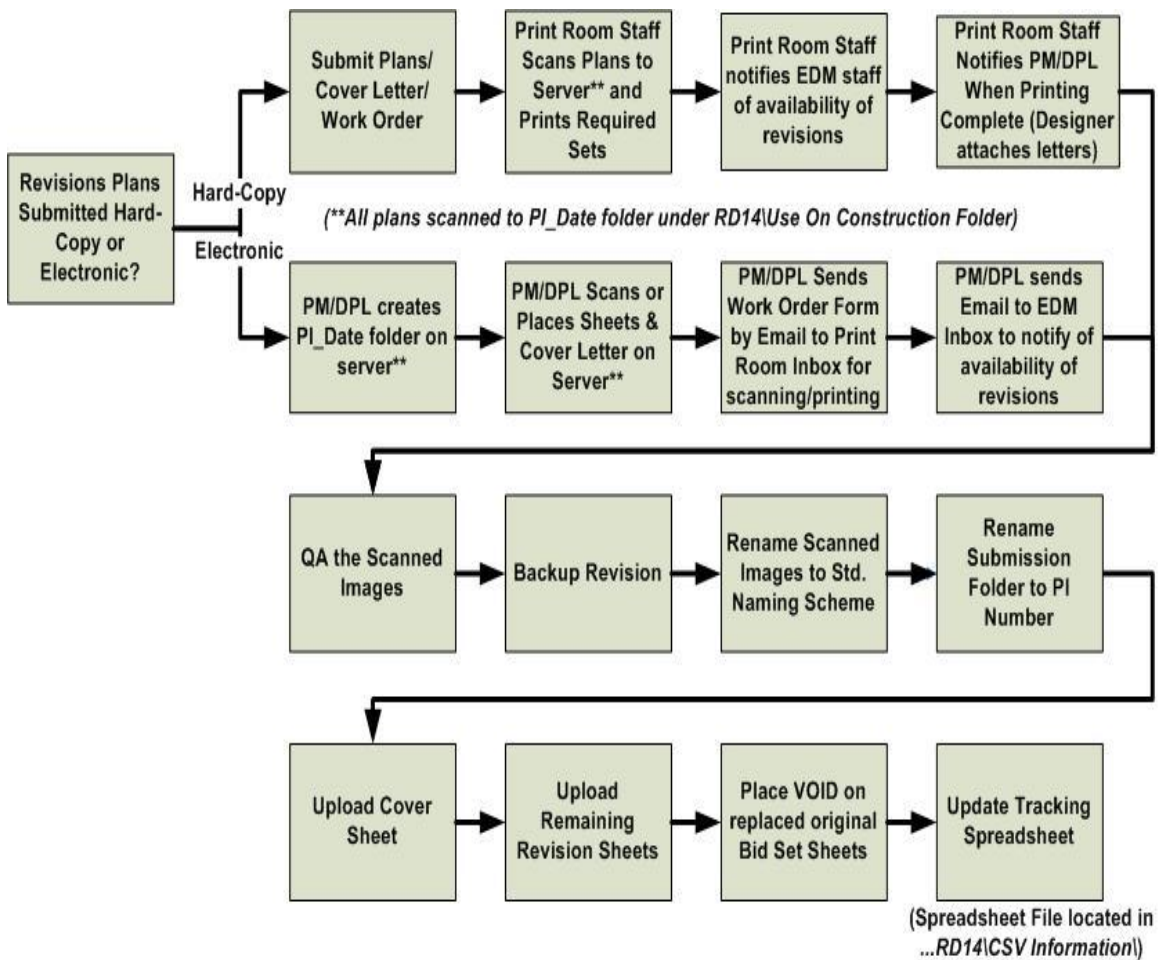 Revisions Plans
Submitted Hard-
Copy or
Electronic?
Hard-Copy
Submit Plans/
Cover Letter/
Work Order
Print Room Staff
Scans Plans to
Server** and
Prints Required
Sets
Print Room Staff
notifies EDM staff
of availability of
revisions
Print Room Staff
Notifies PM/DPL
When Printing
Complete (Designer
attaches letters)
(**All plans scanned to PI_Date folder under RD14\Use On Construction Folder)
Electronic
PM/DPL creates
PI_Date folder on
server**
PM/DPL Scans or
Places Sheets &
Cover Letter on
Server**
PM/DPL Sends
Work Order Form
by Email to Print
Room Inbox for
scanning/printing
PM/DPL sends
Email to EDM
Inbox to notify of
availability of
revisions
QA the Scanned
Images
Backup Revision
Rename Scanned
Images to Std.
Naming Scheme
Rename
Submission
Folder to PI
Number
Upload Cover
Sheet
Upload
Remaining
Revision Sheets
Place VOID on
replaced original
Bid Set Sheets
Update Tracking
Spreadsheet
(Spreadsheet File located in
...RD14\CSV Information\)